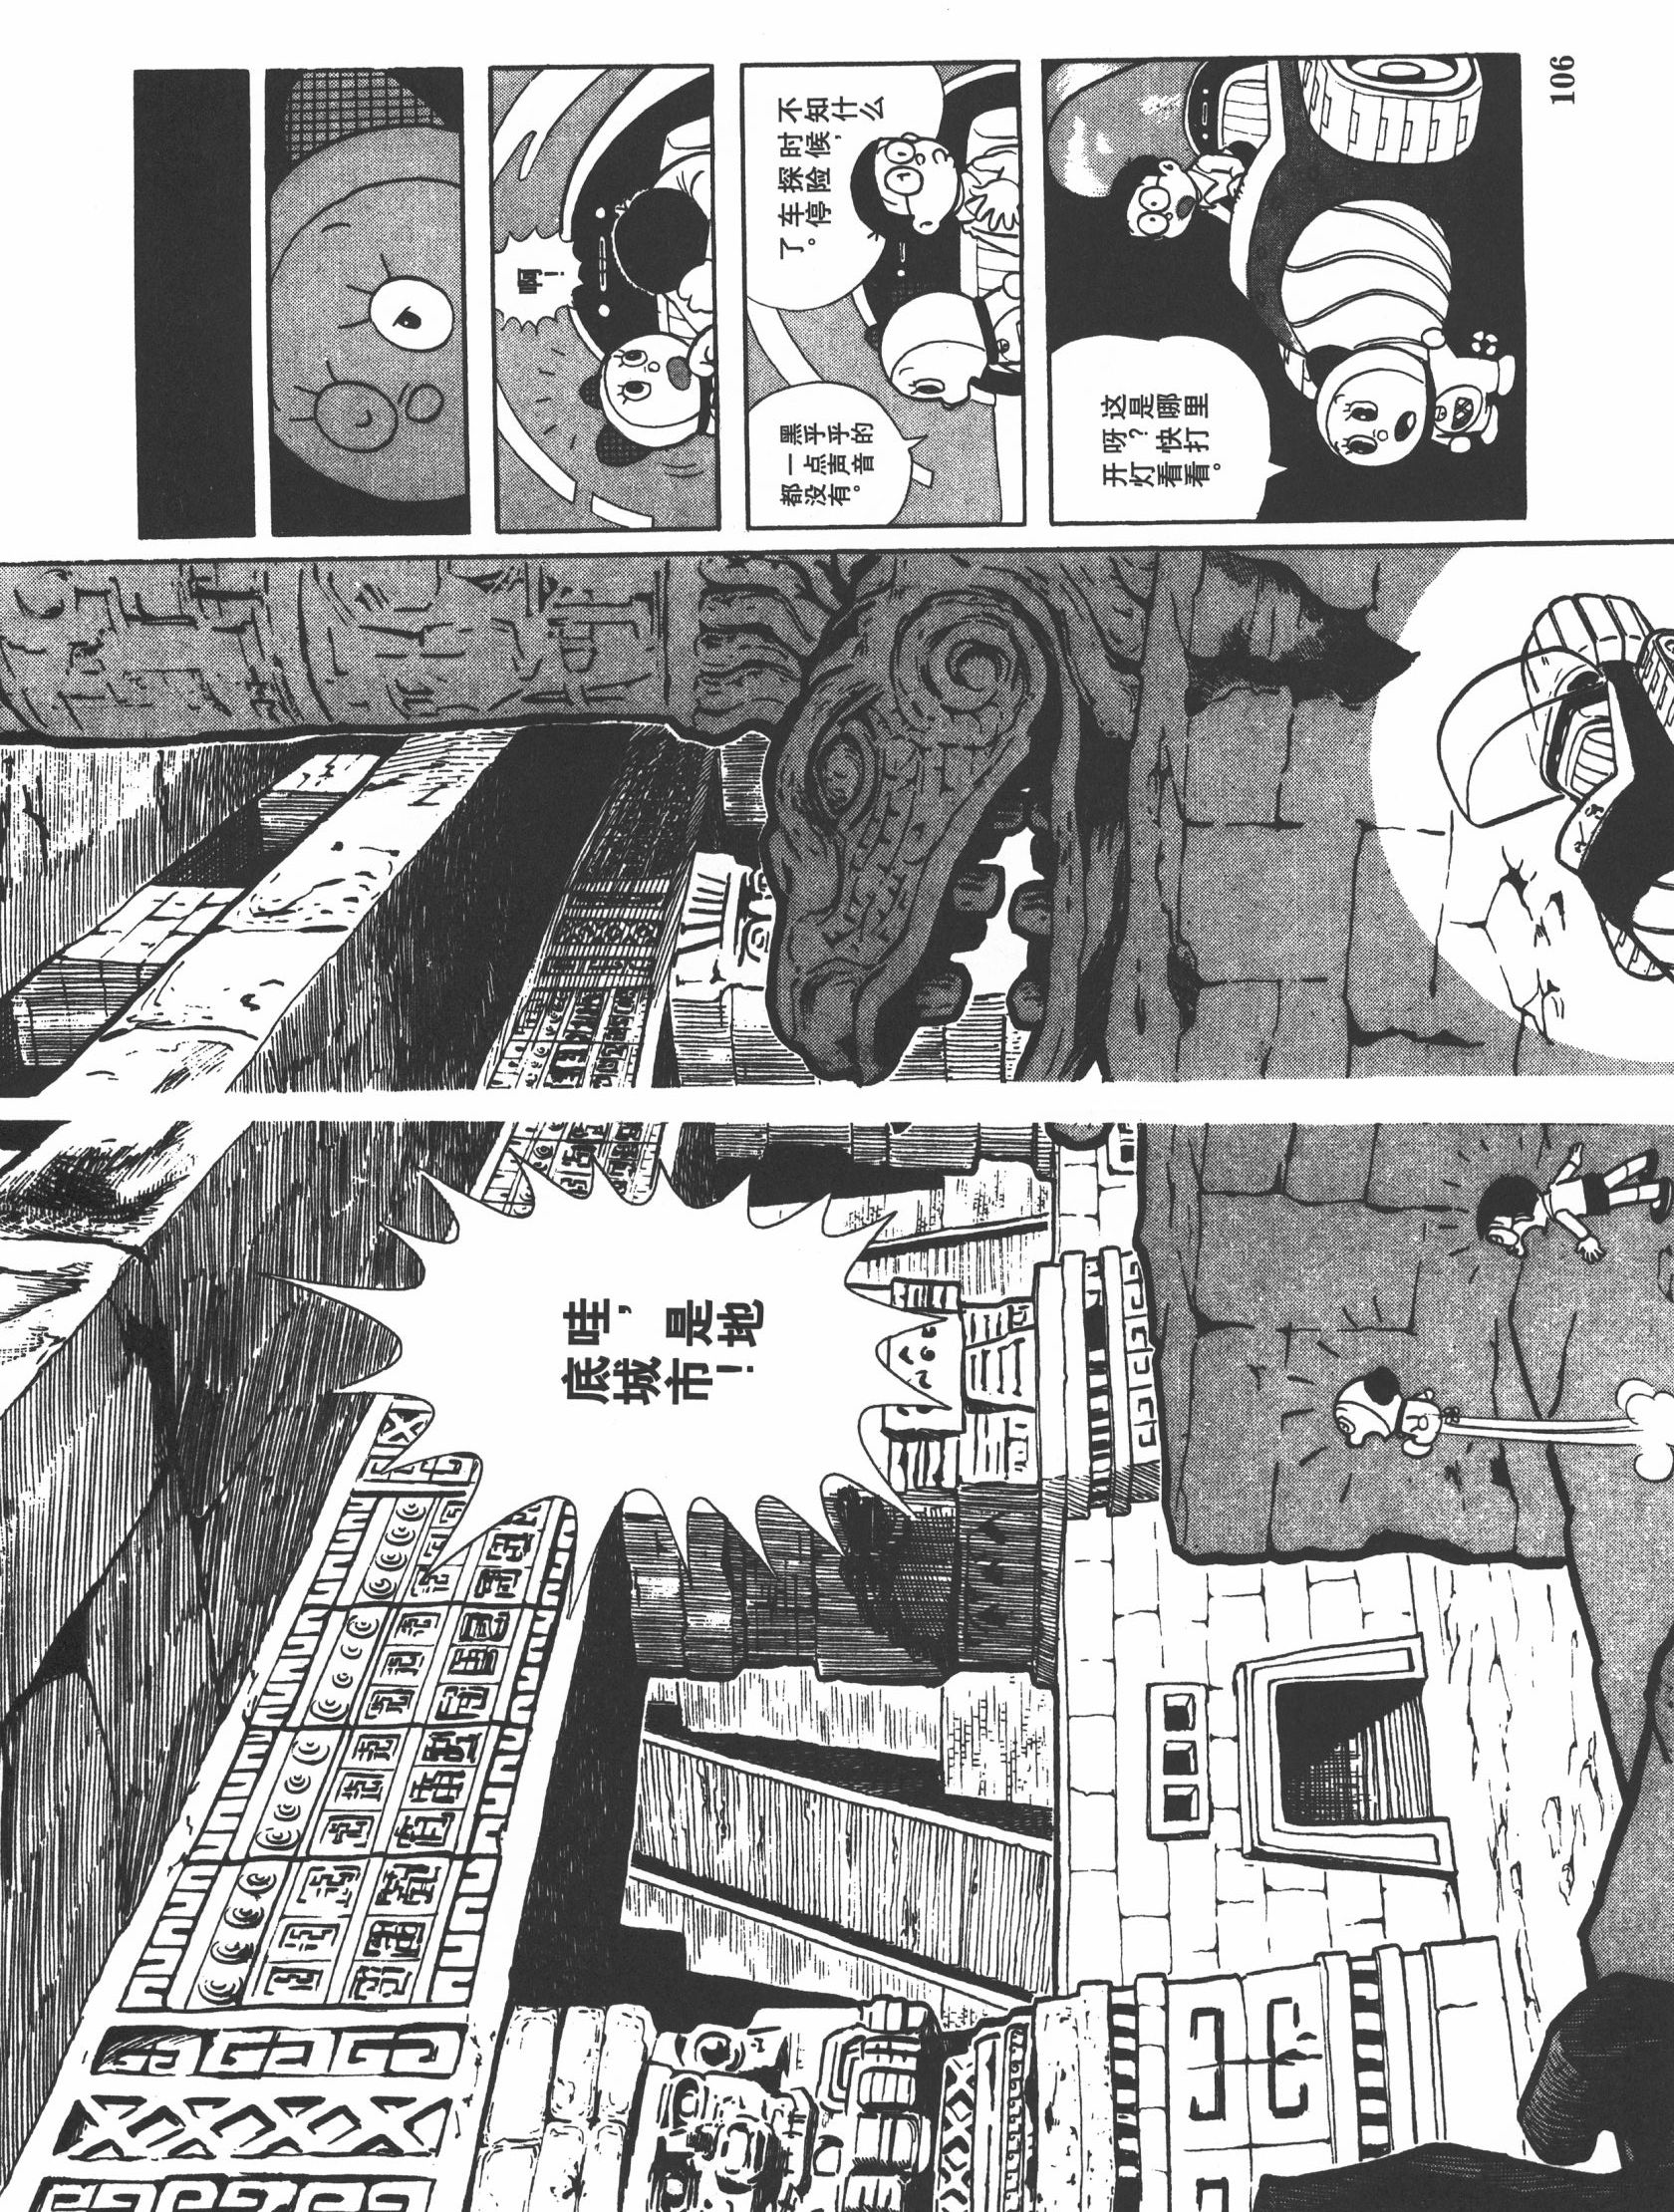 啊！
不知什么
时候，
探险
车停
了。
黑乎乎的
一点声音
都没有。
这是哪里
呀？快打
开灯看看。
哇，是地
底城市！
106